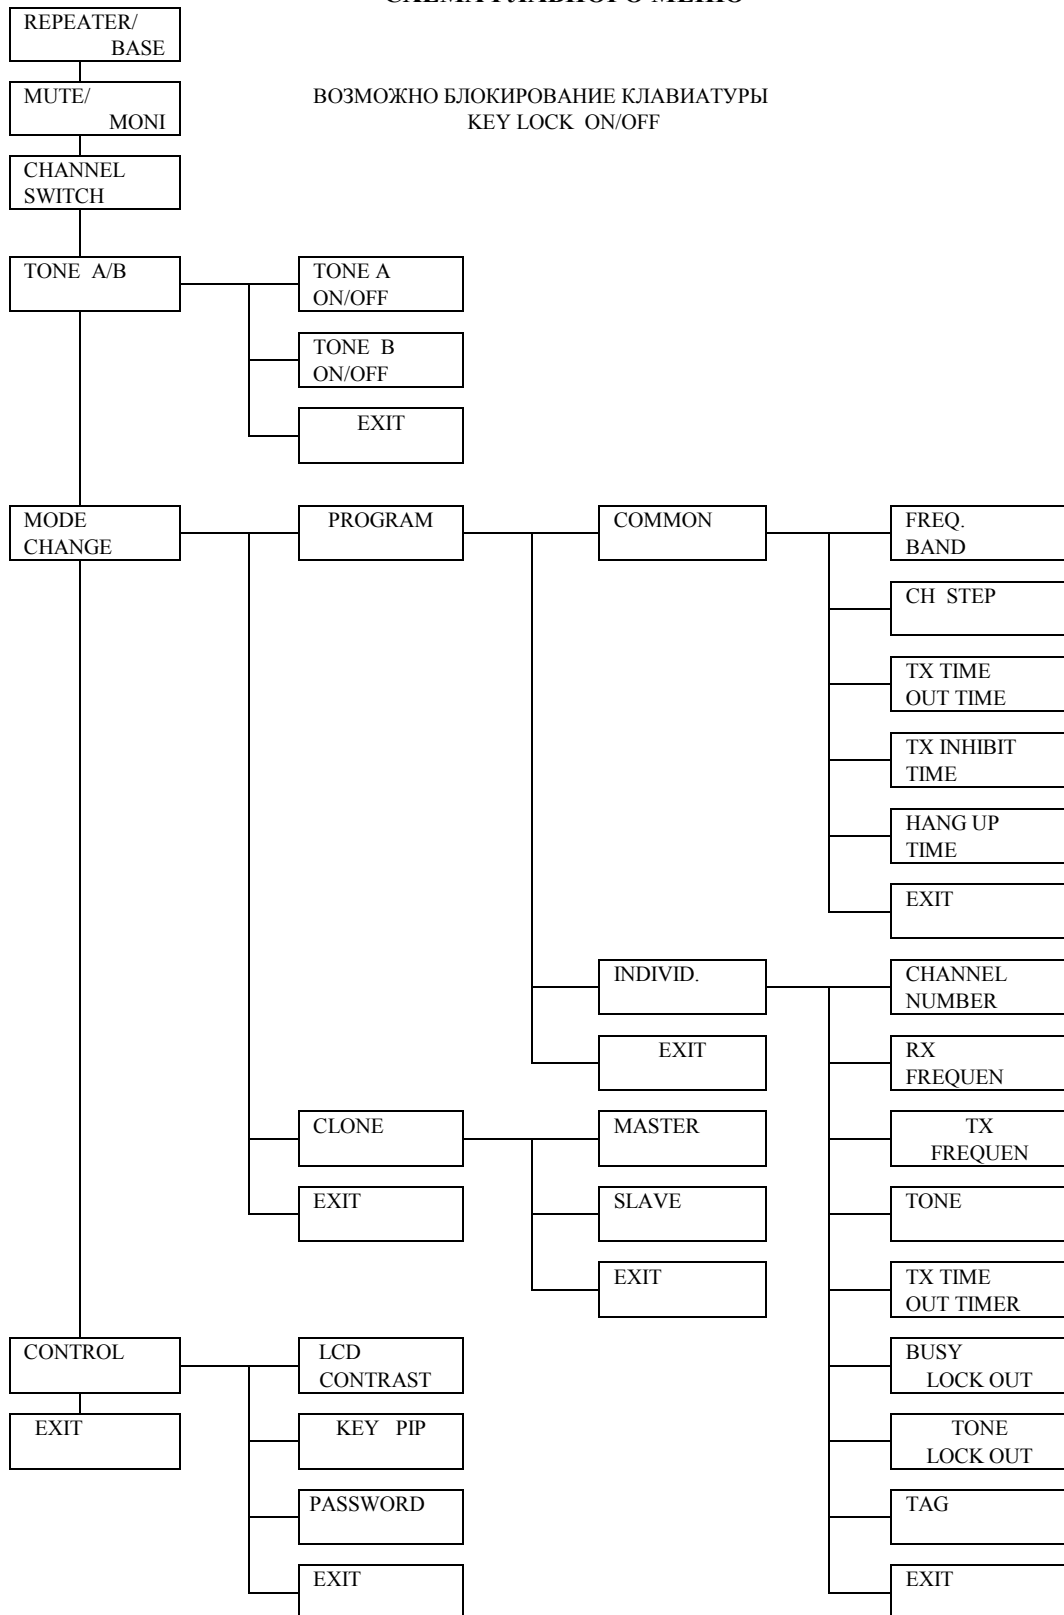 СХЕМА ГЛАВНОГО МЕНЮ
REPEATER/
BASE
MUTE/
MONI
ВОЗМОЖНО БЛОКИРОВАНИЕ КЛАВИАТУРЫ
KEY LOCK ON/OFF
CHANNEL
SWITCH
TONE A/B
TONE A
ON/OFF
TONE B
ON/OFF
EXIT
MODE
CHANGE
PROGRAM
COMMON
FREQ.
BAND
CH STEP
TX TIME
OUT TIME
TX INHIBIT
TIME
HANG UP
TIME
EXIT
INDIVID.
CHANNEL
NUMBER
EXIT
RX
FREQUEN
CLONE
MASTER
TX
FREQUEN
EXIT
SLAVE
TONE
EXIT
TX TIME
OUT TIMER
CONTROL
LCD
CONTRAST
BUSY
LOCK OUT
EXIT
KEY PIP
TONE
LOCK OUT
PASSWORD
TAG
EXIT
EXIT